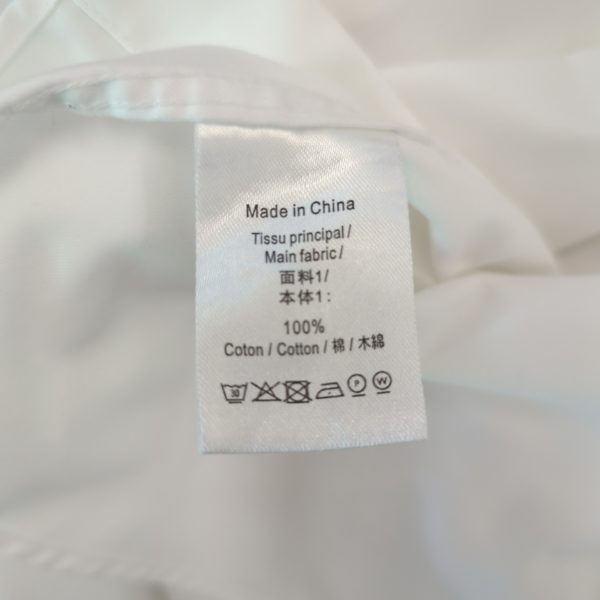 Made in China
Tissu principal /
Main fabric /
面料1/
本体1:
100%
Coton / Cotton / 棉 / 木綿
30 P W